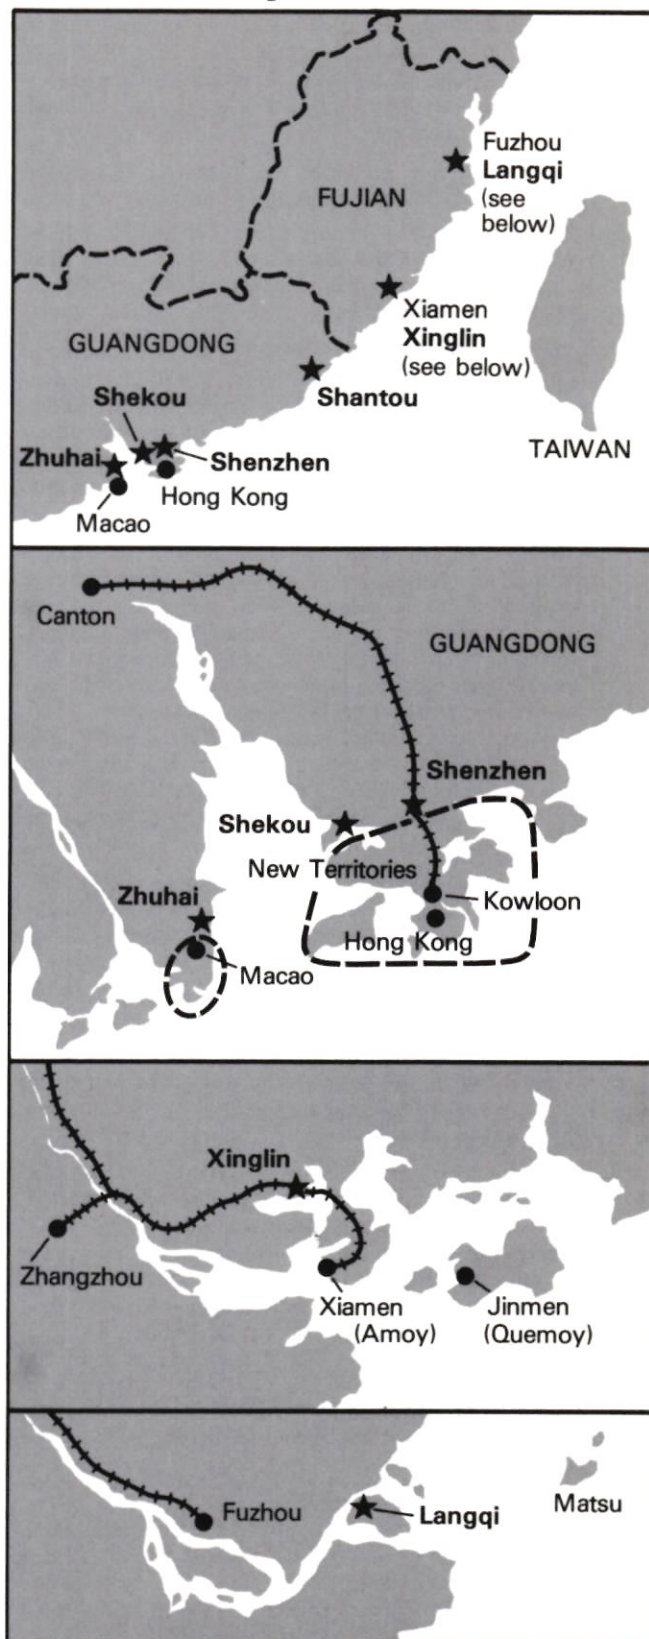 Fuzhou
Langqi
(see
below)
FUJIAN
Xiamen
Xinglin
(see below)
GUANGDONG
Shantou
Shekou
Zhuhai
Shenzhen
TAIWAN
Hong Kong
Macao
Canton
GUANGDONG
Shenzhen
Shekou
New Territories
Zhuhai
Kowloon
Hong Kong
Macao
Xinglin
Zhangzhou
Xiamen
(Amoy)
Jinmen
(Quemoy)
Fuzhou
Langqi
Matsu